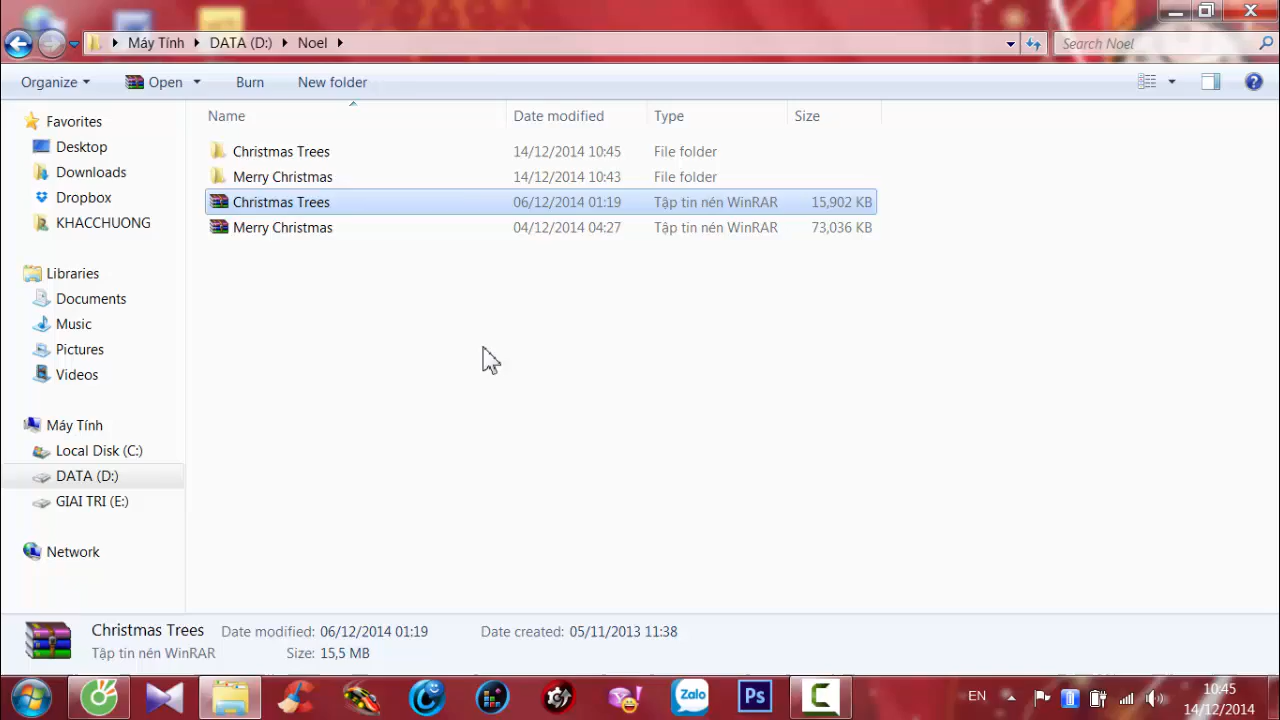 Máy Tính DATA (D:) Noel Search Noel
Organize Open Burn New folder
Name Date modified Type Size
Favorites
Desktop
Downloads
Dropbox
KHACCHUONG
Libraries
Documents
Music
Pictures
Videos
Máy Tính
Local Disk (C:)
DATA (D:)
GIAI TRI (E:)
Network
Christmas Trees 14/12/2014 10:45 File folder
Merry Christmas 14/12/2014 10:43 File folder
Christmas Trees 06/12/2014 01:19 Tập tin nén WinRAR 15,902 KB
Merry Christmas 04/12/2014 04:27 Tập tin nén WinRAR 73,036 KB
Christmas Trees Date modified: 06/12/2014 01:19 Date created: 05/11/2013 11:38
Tập tin nén WinRAR Size: 15,5 MB
Zalo Ps EN 10:45
14/12/2014